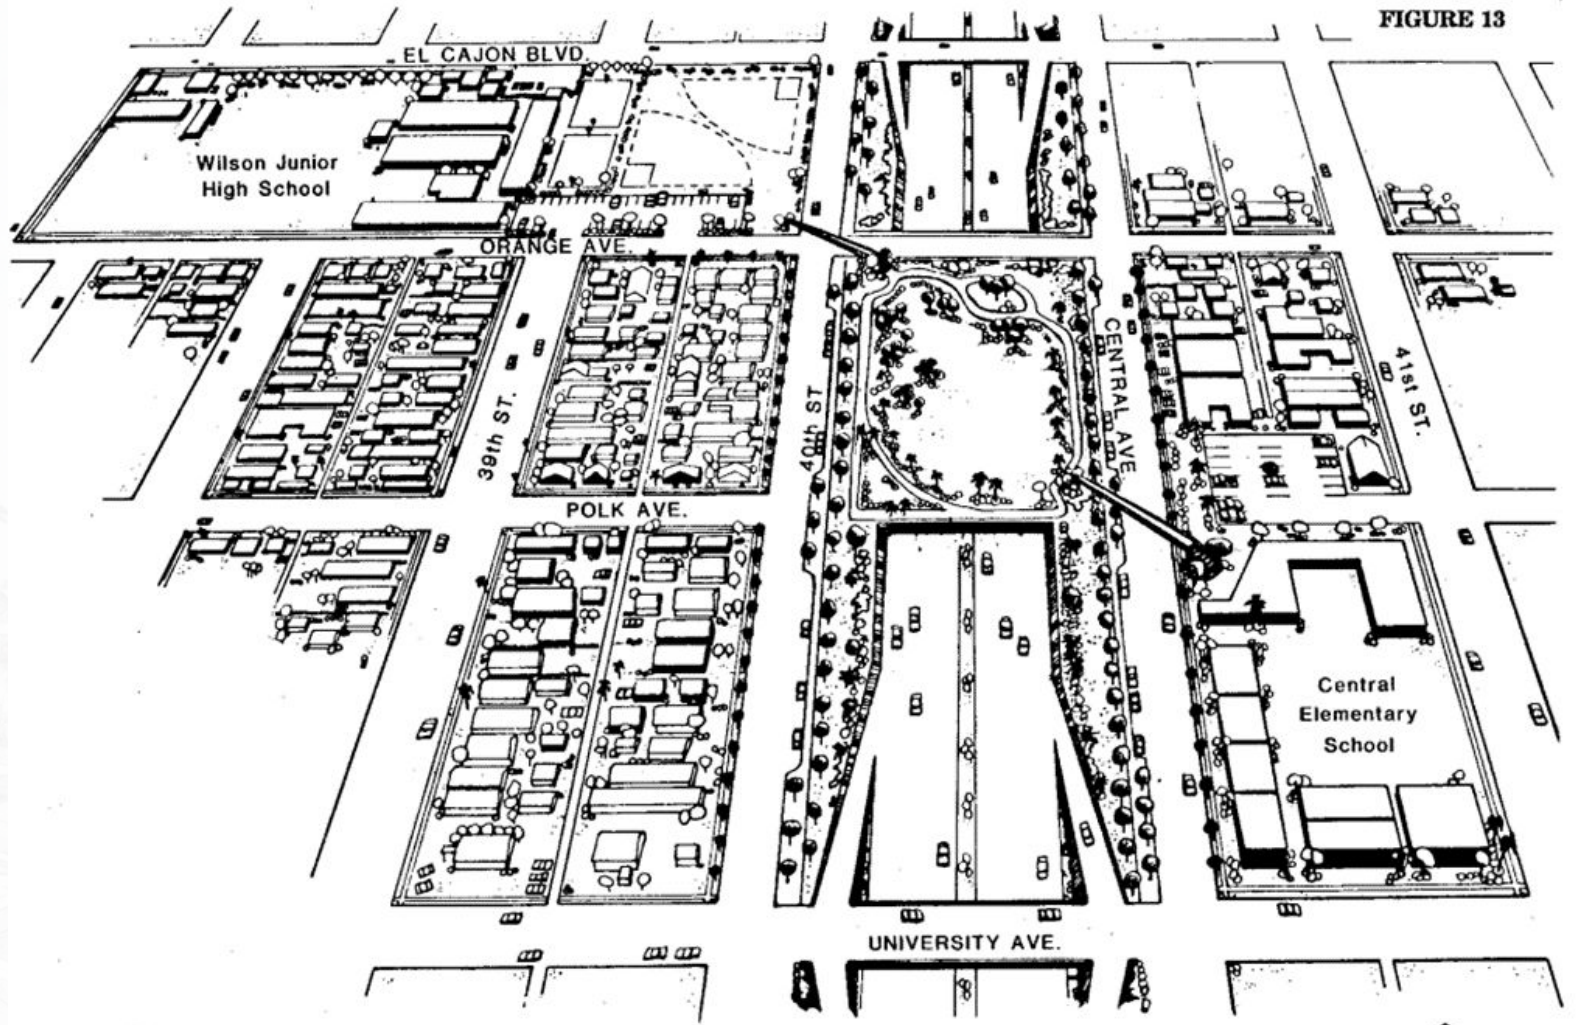 FIGURE 13
EL CAJON BLVD.
Wilson Junior
High School
ORANGE AVE.
39th ST.
40th ST
CENTRAL AVE
41st ST.
POLK AVE.
Central
Elementary
School
UNIVERSITY AVE.